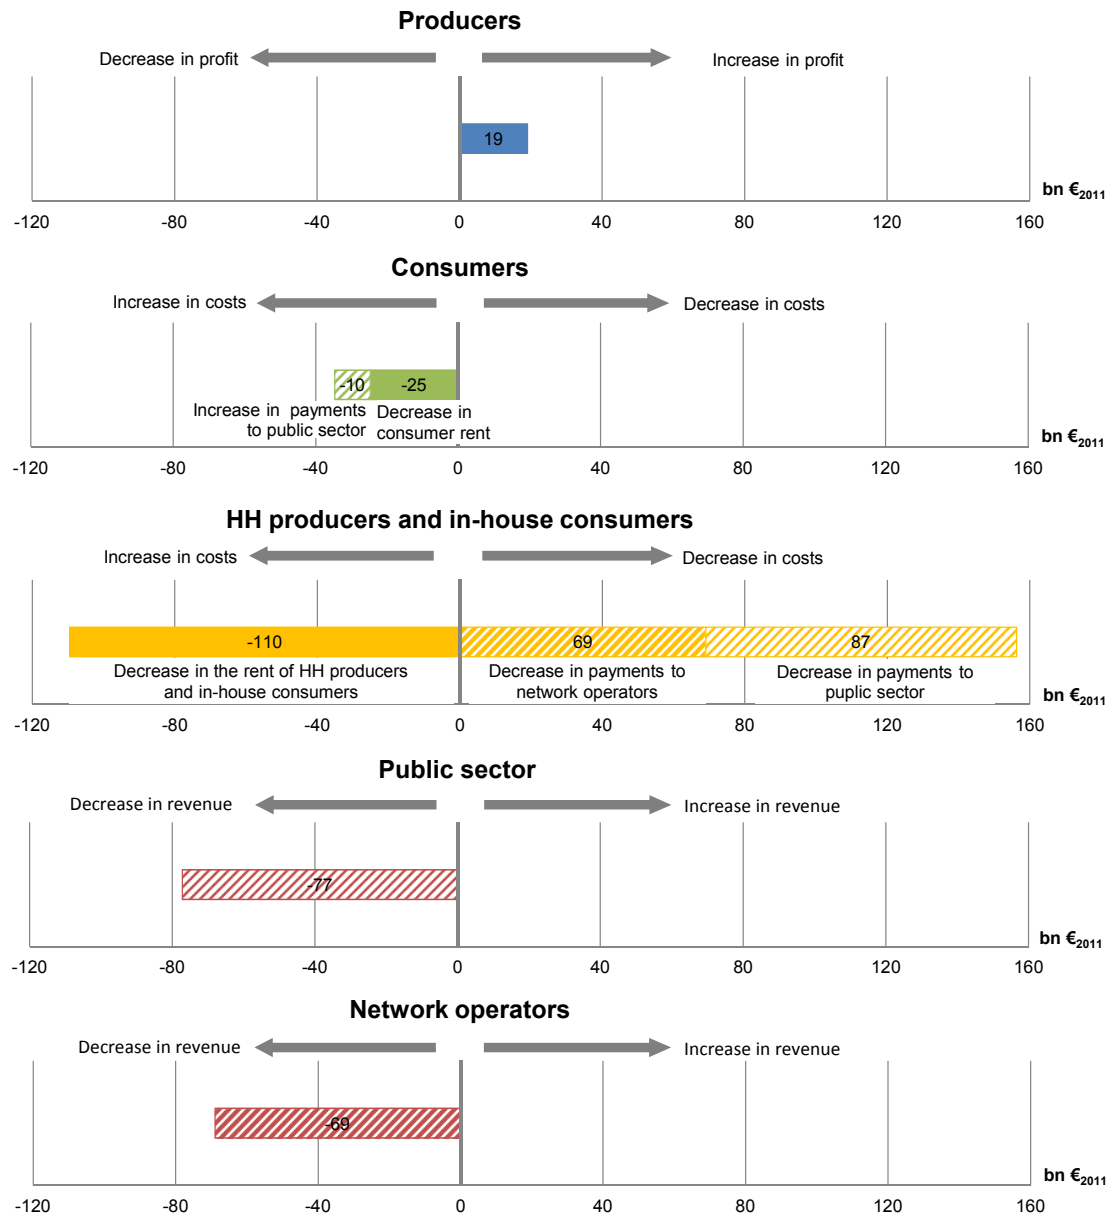 Producers
Decrease in profit
Increase in profit
19
bn €2011
-120 -80 -40 0 40 80 120 160
Consumers
Increase in costs
Decrease in costs
-10 -25
Increase in payments
to public sector
Decrease in
consumer rent
bn €2011
-120 -80 -40 0 40 80 120 160
HH producers and in-house consumers
Increase in costs
Decrease in costs
-110 69 87
Decrease in the rent of HH producers
and in-house consumers
Decrease in payments to
network operators
Decrease in payments to
pupblic sector
bn €2011
-120 -80 -40 0 40 80 120 160
Public sector
Decrease in revenue
Increase in revenue
-77
bn €2011
-120 -80 -40 0 40 80 120 160
Network operators
Decrease in revenue
Increase in revenue
-69
bn €2011
-120 -80 -40 0 40 80 120 160